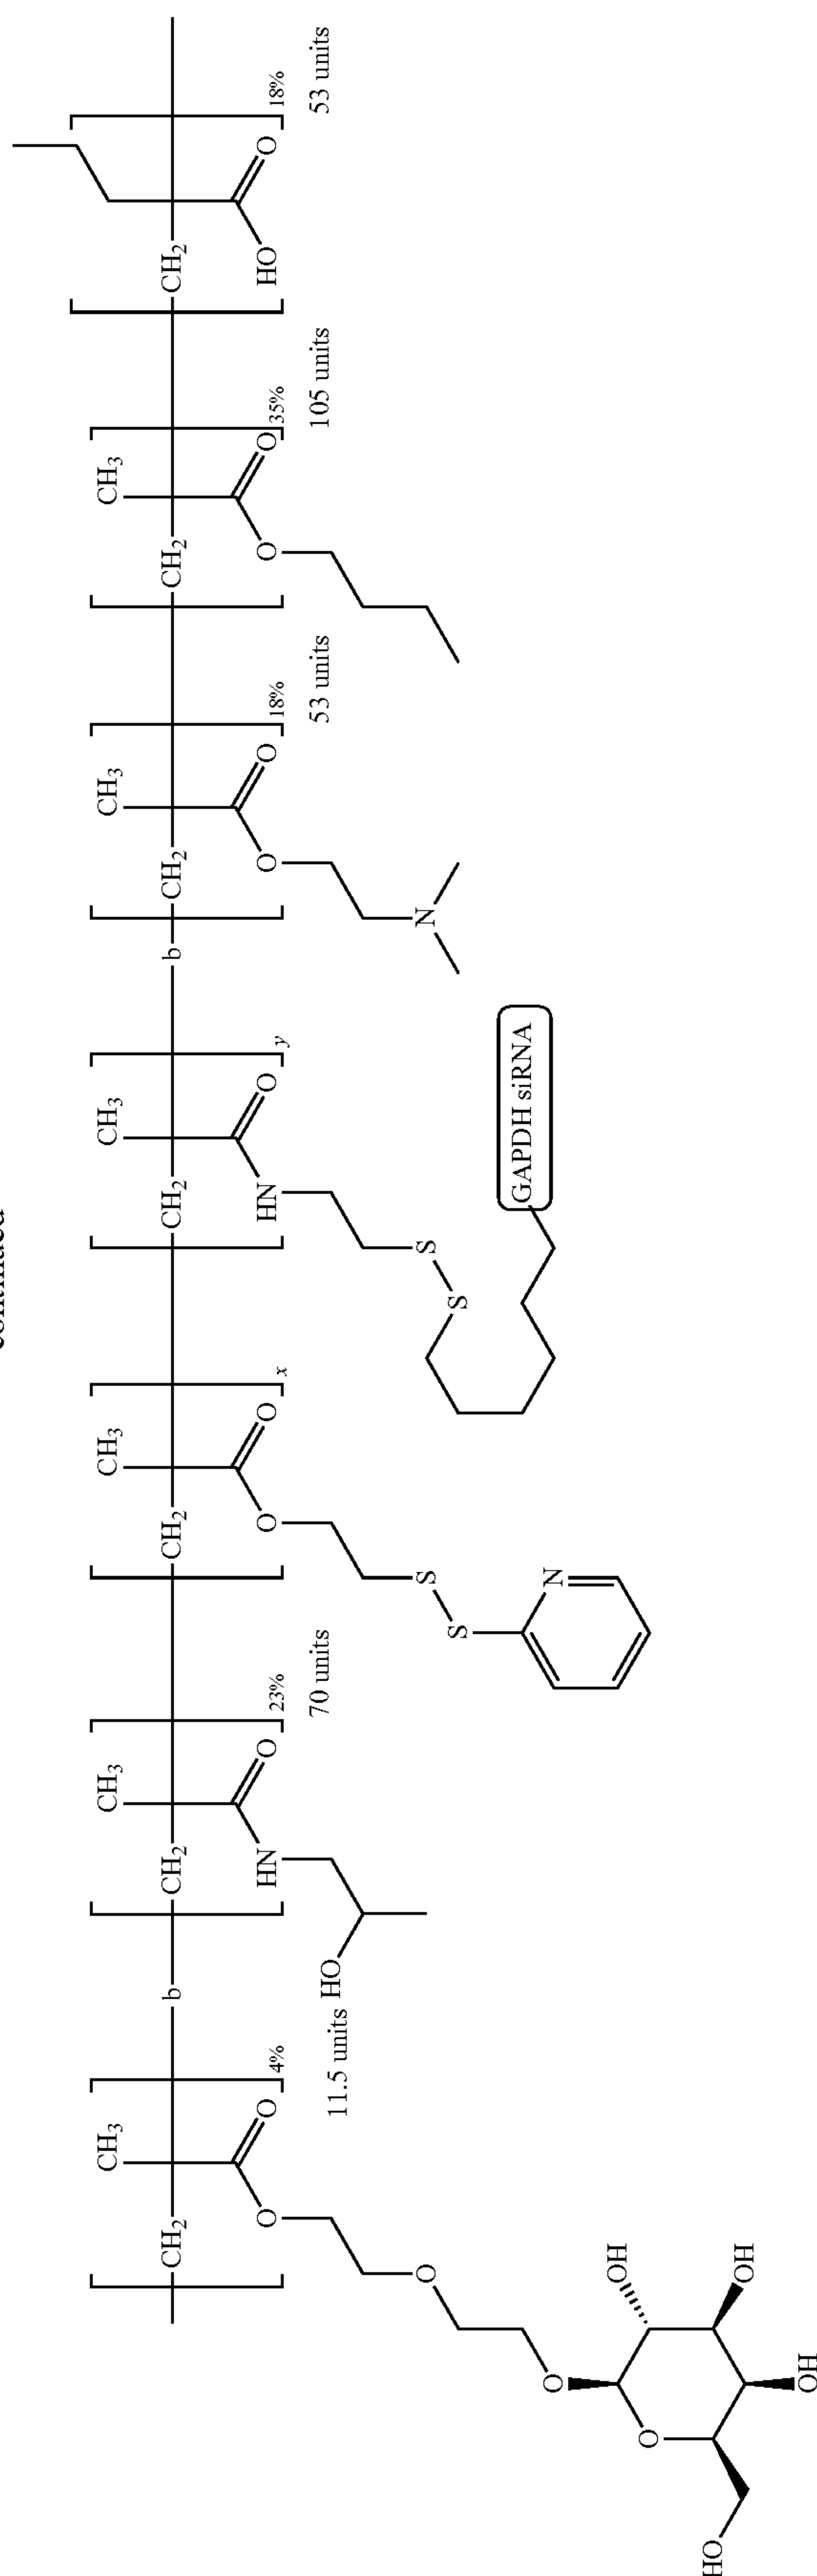 continued
CH3 CH3 CH3 CH3 CH3 CH3
CH2 b CH2 CH2 CH2 b CH2 CH2 CH2
O O 4% HN O 23% O O x HN O y O O 18% O O 35% HO O 18%
11.5 units HO 70 units 53 units 105 units 53 units
O S S N
S S
GAPDH siRNA
O N
OH
O
HO
OH
OH